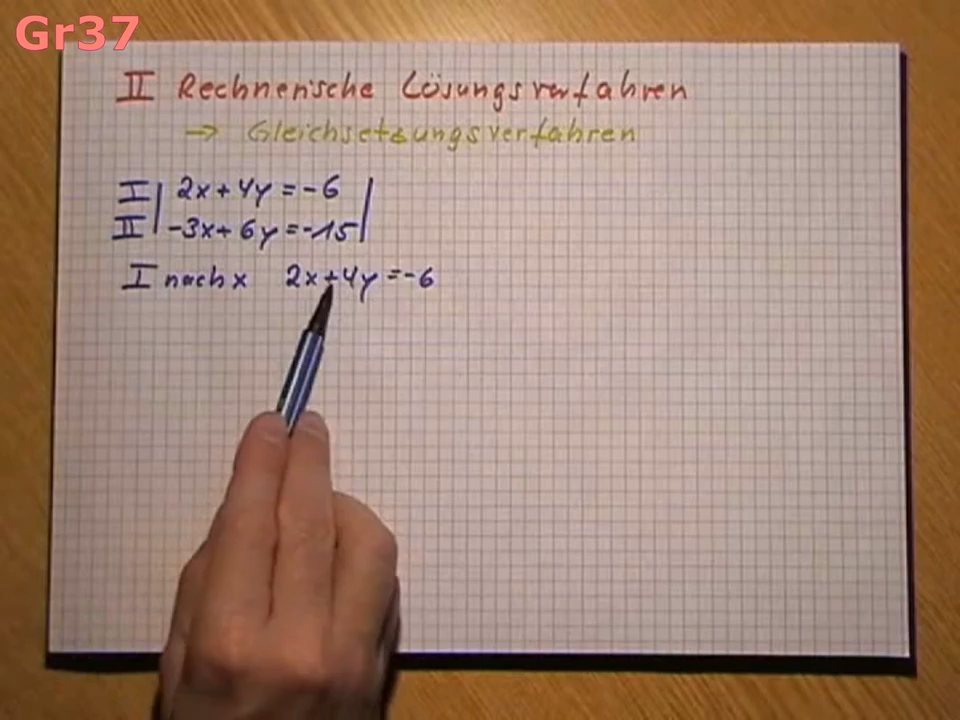 Gr37
II Rechnerische Lösungsverfahren
→ Gleichsetzungsverfahren
I | 2x+4y=-6 |
II | -3x+6y=-15 |
I nach x 2x+4y=-6